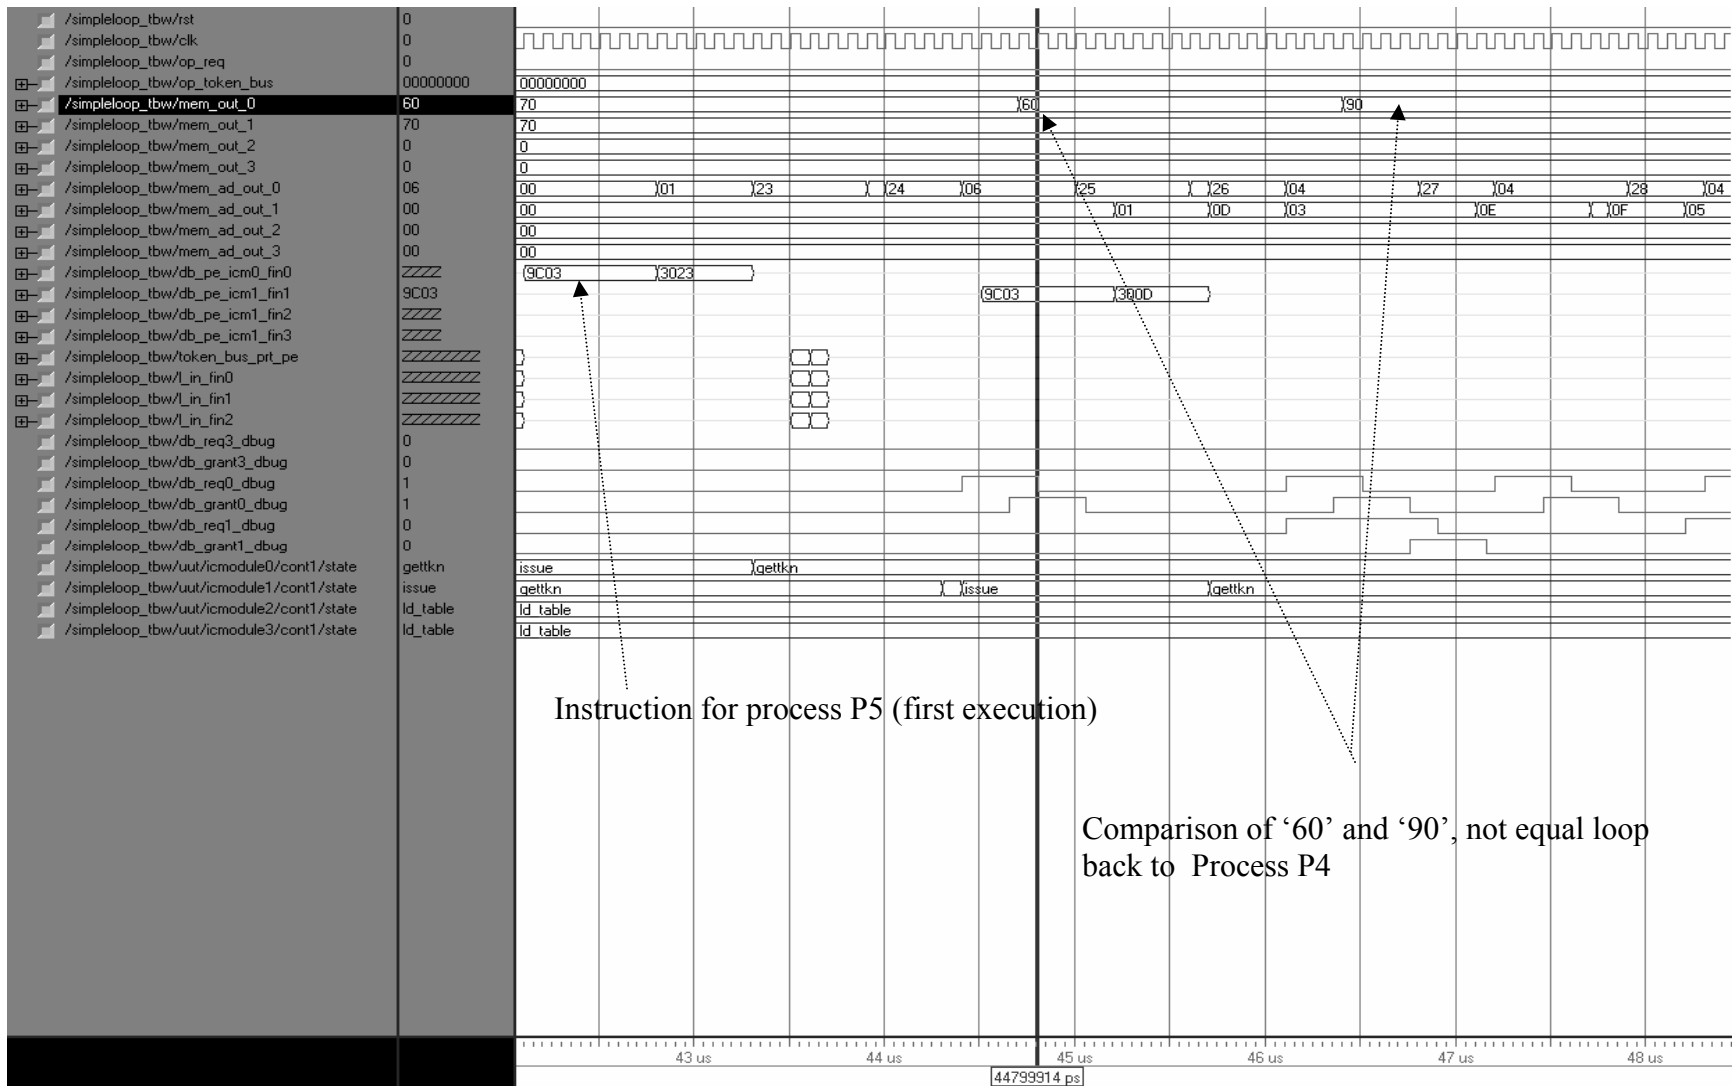 /simpleloop_tbw/rst 0
/simpleloop_tbw/clk 0
/simpleloop_tbw/op_req 0
/simpleloop_tbw/op_token_bus 00000000 00000000
/simpleloop_tbw/mem_out_0 60 70 60 90
/simpleloop_tbw/mem_out_1 70 70
/simpleloop_tbw/mem_out_2 0 0
/simpleloop_tbw/mem_out_3 0 0
/simpleloop_tbw/mem_ad_out_0 06 00 01 23 24 06 25 26 04 27 04 28 04
/simpleloop_tbw/mem_ad_out_1 00 00 01 0D 03 0E 0F 05
/simpleloop_tbw/mem_ad_out_2 00 00
/simpleloop_tbw/mem_ad_out_3 00 00
/simpleloop_tbw/db_pe_icm0_fin0 9C03 3023
/simpleloop_tbw/db_pe_icm1_fin1 9C03 9C03 300D
/simpleloop_tbw/db_pe_icm1_fin2
/simpleloop_tbw/db_pe_icm1_fin3
/simpleloop_tbw/token_bus_prt_pe
/simpleloop_tbw/l_in_fin0
/simpleloop_tbw/l_in_fin1
/simpleloop_tbw/l_in_fin2
/simpleloop_tbw/db_req3_dbug 0
/simpleloop_tbw/db_grant3_dbug 0
/simpleloop_tbw/db_req0_dbug 1
/simpleloop_tbw/db_grant0_dbug 1
/simpleloop_tbw/db_req1_dbug 0
/simpleloop_tbw/db_grant1_dbug 0
/simpleloop_tbw/uut/icmodule0/cont1/state gettkn issue gettkn
/simpleloop_tbw/uut/icmodule1/cont1/state issue gettkn issue gettkn
/simpleloop_tbw/uut/icmodule2/cont1/state ld_table ld_table
/simpleloop_tbw/uut/icmodule3/cont1/state ld_table ld_table
Instruction for process P5 (first execution)
Comparison of ‘60’ and ‘90’, not equal loop
back to Process P4
43 us 44 us 45 us 46 us 47 us 48 us
44799914 ps